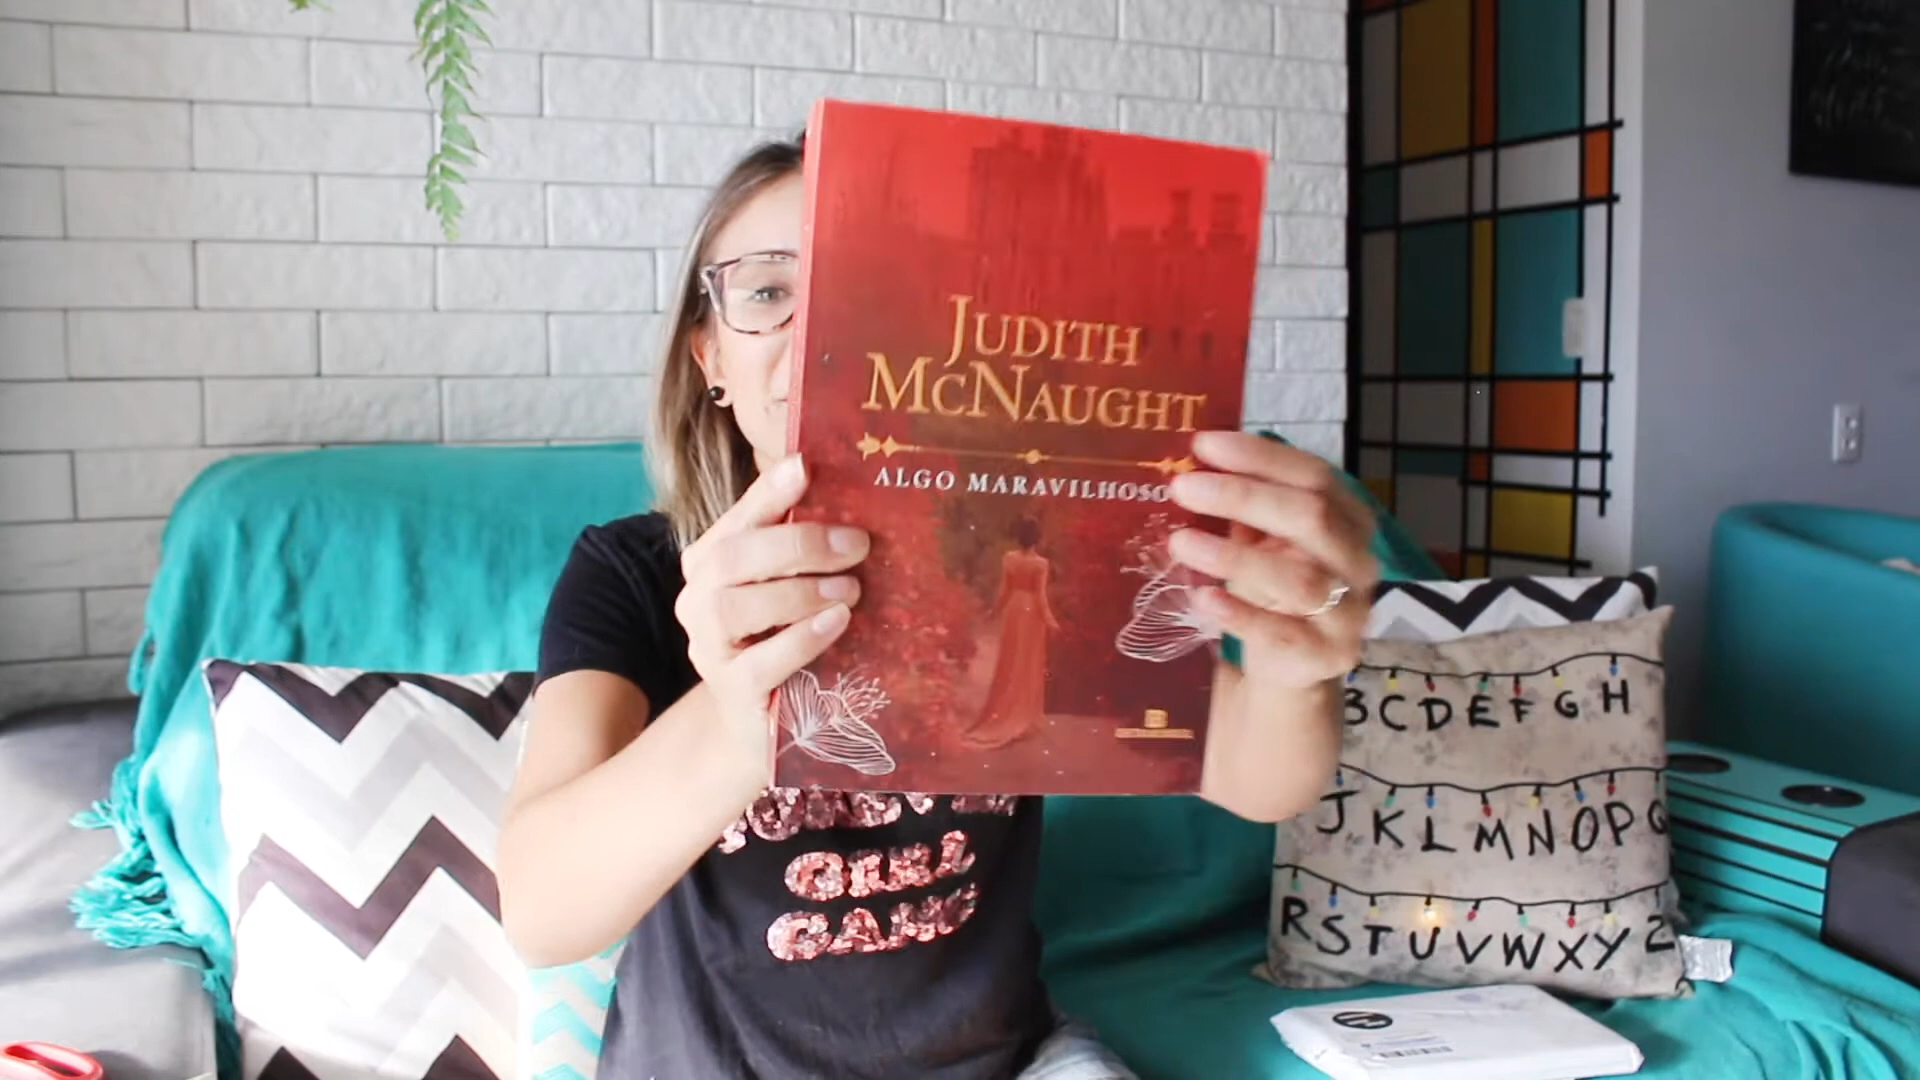 JUDITH
MCNAUGHT
ALGO MARAVILHOSO
GIRL
GANG
BCDEFGH
JKLMNOPQ
RSTUVWXYZ